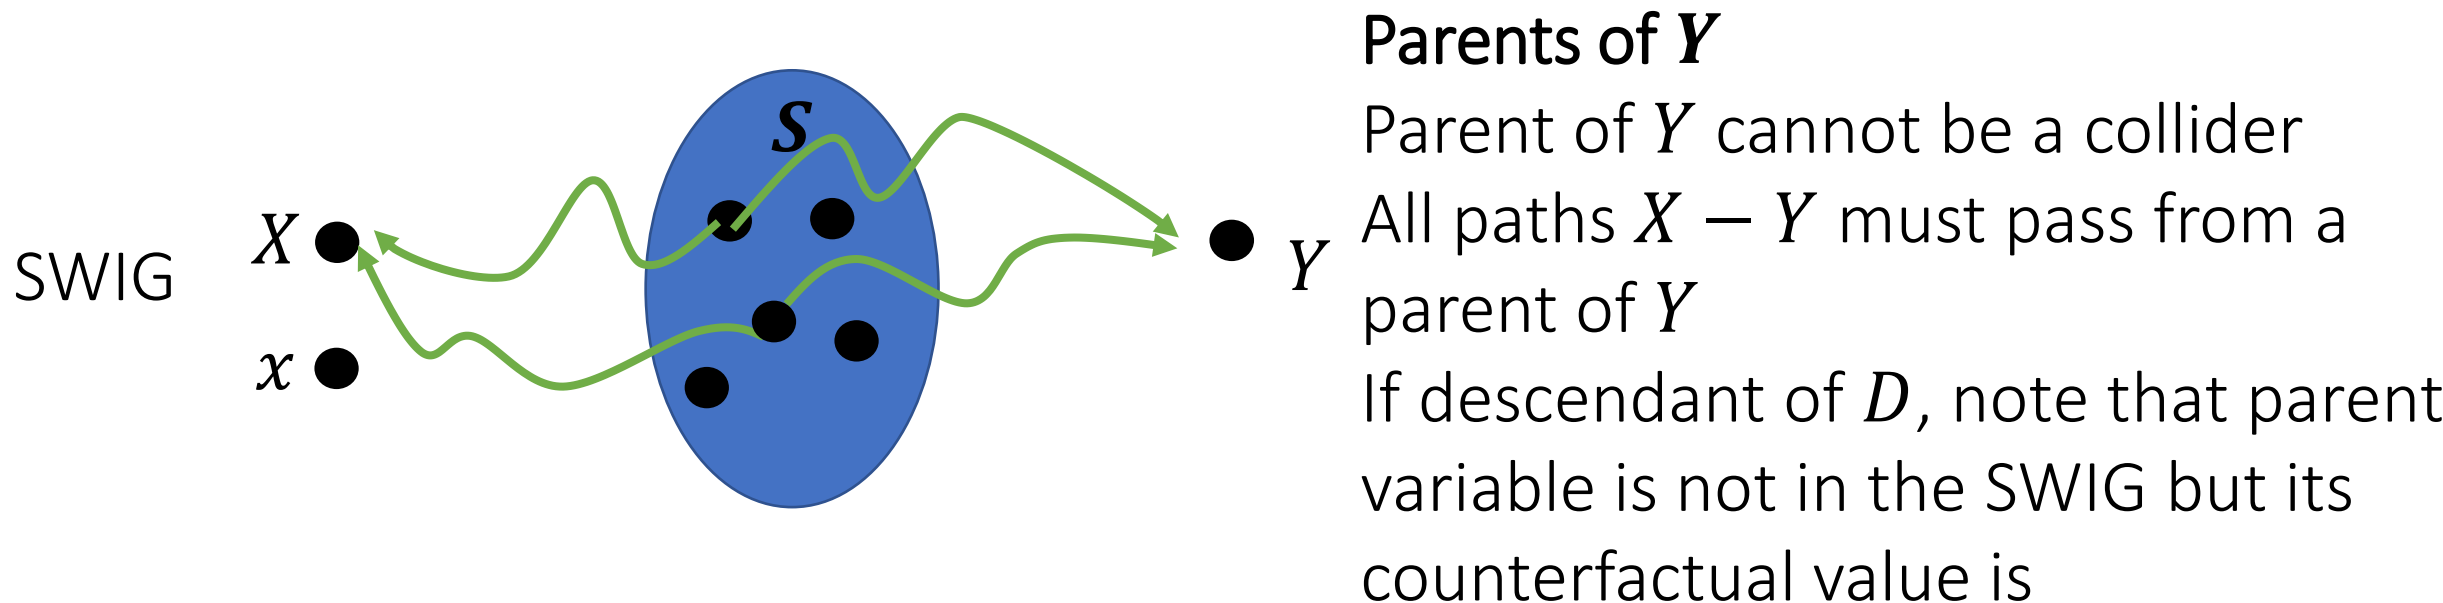 Parents of Y
Parent of Y cannot be a collider
All paths X − Y must pass from a
parent of Y
If descendant of D, note that parent
variable is not in the SWIG but its
counterfactual value is
SWIG
X
x
S
Y